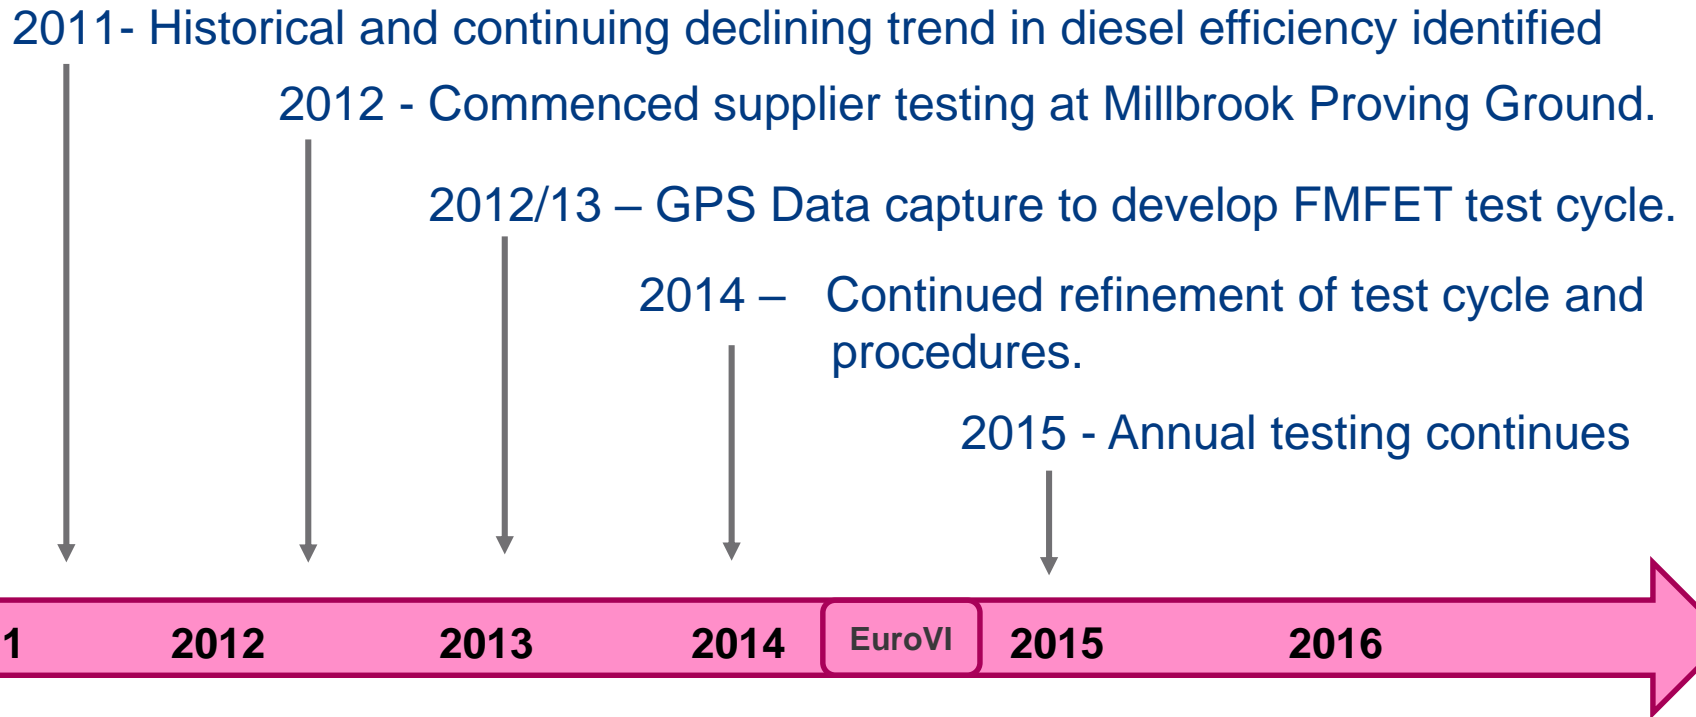 2011- Historical and continuing declining trend in diesel efficiency identified
2012 - Commenced supplier testing at Millbrook Proving Ground.
2012/13 – GPS Data capture to develop FMFET test cycle.
2014 – Continued refinement of test cycle and
procedures.
2015 - Annual testing continues
1 2012 2013 2014 EuroVI 2015 2016